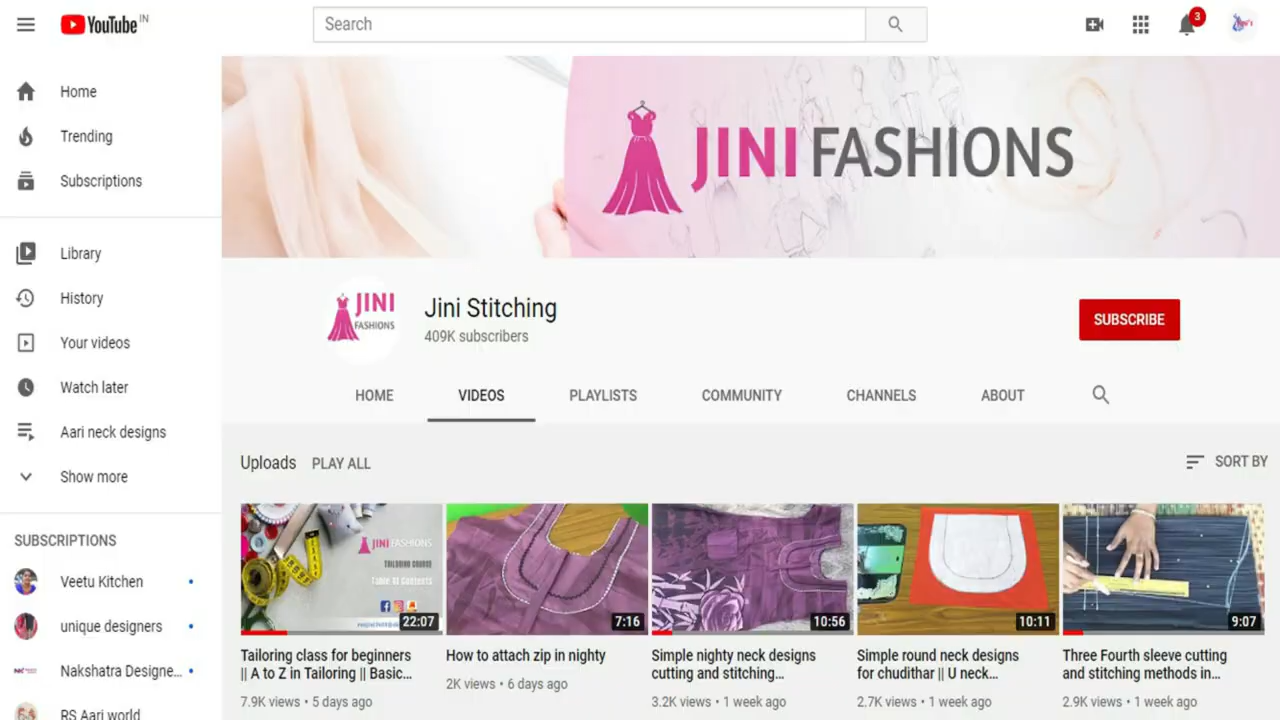 YouTube IN
Search
3
Home
Trending
Subscriptions
Library
History
Your videos
Watch later
Aari neck designs
Show more
SUBSCRIPTIONS
Veetu Kitchen
unique designers
Nakshatra Designe...
RS Aari world
JINI FASHIONS
JINI
FASHIONS
Jini Stitching
409K subscribers
SUBSCRIBE
HOME VIDEOS PLAYLISTS COMMUNITY CHANNELS ABOUT
Uploads PLAY ALL
SORT BY
JINI FASHIONS
TAILORING COURSE
Table of Contents
22:07
7:16
10:56
10:11
9:07
Tailoring class for beginners
|| A to Z in Tailoring || Basic...
7.9K views • 5 days ago
How to attach zip in nighty
2K views • 6 days ago
Simple nighty neck designs
cutting and stitching...
3.2K views • 1 week ago
Simple round neck designs
for chudithar || U neck...
2.7K views • 1 week ago
Three Fourth sleeve cutting
and stitching methods in...
2.9K views • 1 week ago